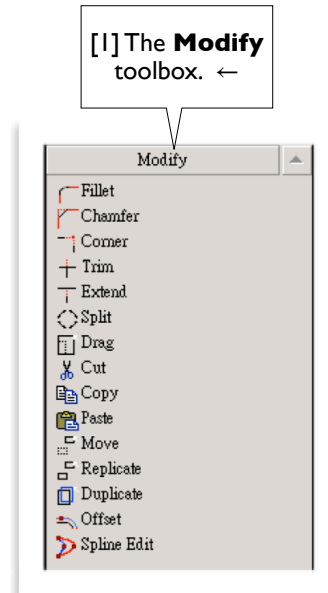 [1] The Modify
toolbox. ←
Modify
Fillet
Chamfer
Corner
Trim
Extend
Split
Drag
Cut
Copy
Paste
Move
Replicate
Duplicate
Offset
Spline Edit